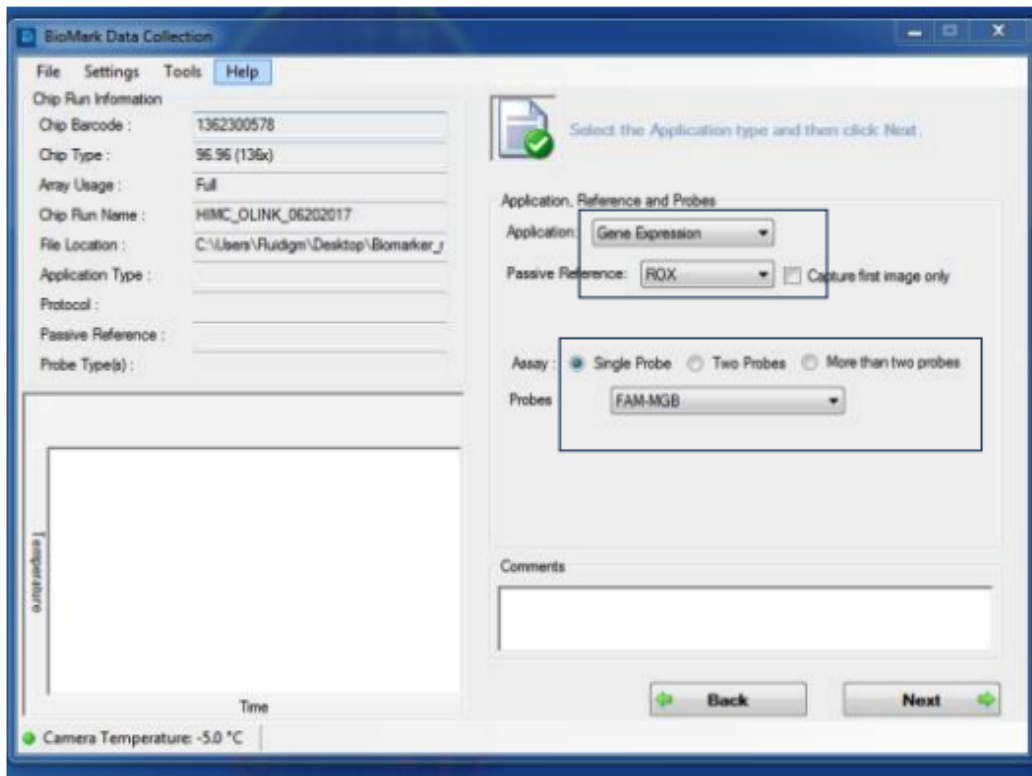 BioMark Data Collection
File Settings Tools Help
Chip Run Information
Chip Barcode : 1362300578
Chip Type : 96.96 (136x)
Array Usage : Full
Chip Run Name : HIMC_OLINK_06202017
File Location : C:\Users\Fluidigm\Desktop\Biomarker_r
Application Type :
Protocol :
Passive Reference :
Probe Type(s) :
Temperature
Time
Camera Temperature: -5.0 °C
Select the Application type and then click Next.
Application, Reference and Probes
Application: Gene Expression
Passive Reference: ROX Capture first image only
Assay : Single Probe Two Probes More than two probes
Probes FAM-MGB
Comments
Back Next